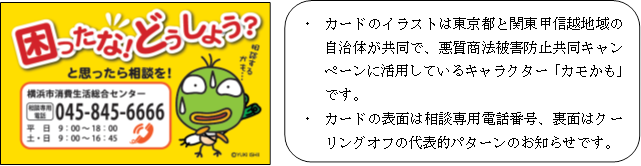 困ったな!どうしよう?
と思ったら相談を!
相談するカモ…
横浜市消費生活総合センター
相談専用電話 045-845-6666
平 日 9:00~18:00
土・日 9:00~16:45
©YUKI ISHII
・ カードのイラストは東京都と関東甲信越地域の
自治体が共同で、悪質商法被害防止共同キャン
ペーンに活用しているキャラクター「カモかも」
です。
・ カードの表面は相談専用電話番号、裏面はクー
リングオフの代表的パターンのお知らせです。